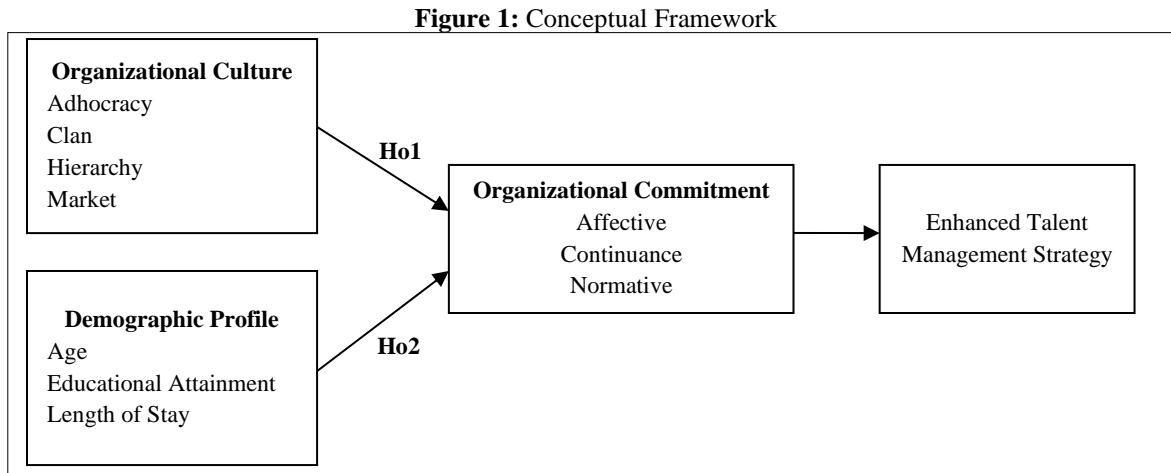 Figure 1: Conceptual Framework
Organizational Culture
Adhocracy
Clan
Hierarchy
Market
Ho1
Demographic Profile
Age
Educational Attainment
Length of Stay
Ho2
Organizational Commitment
Affective
Continuance
Normative
Enhanced Talent
Management Strategy